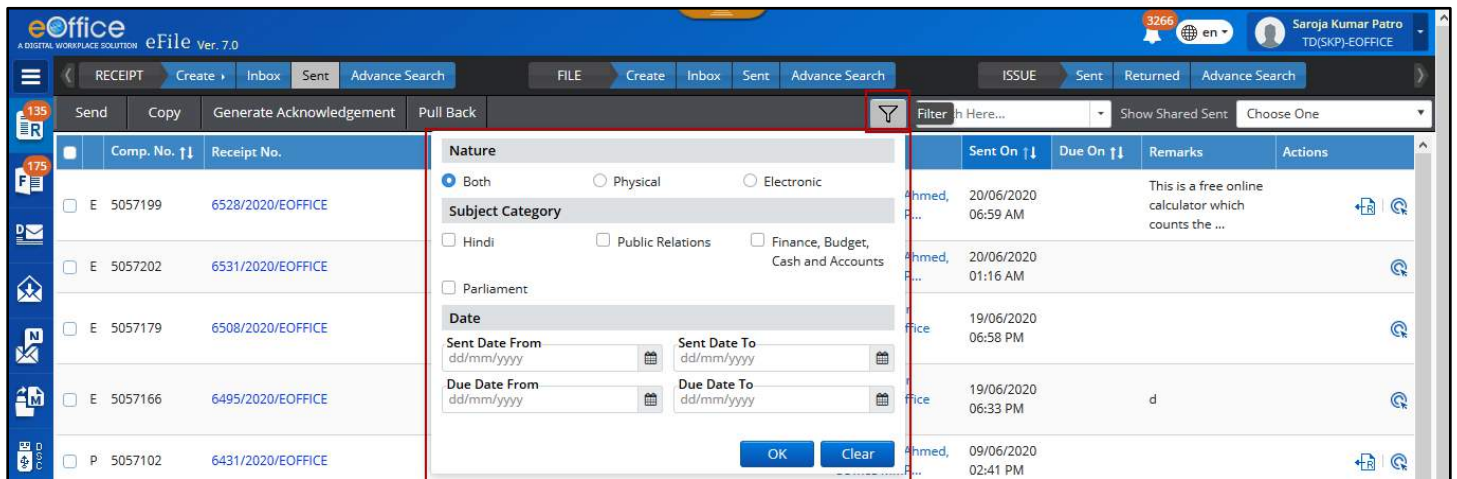 eOffice
A DIGITAL WORKPLACE SOLUTION eFile Ver. 7.0
3266
en
Saroja Kumar Patro
TD(SKP)-EOFFICE
RECEIPT Create Inbox Sent Advance Search FILE Create Inbox Sent Advance Search ISSUE Sent Returned Advance Search
135
R
Send Copy Generate Acknowledgement Pull Back Filter h Here... Show Shared Sent Choose One
Comp. No. Receipt No. Sent On Due On Remarks Actions
175
F
D
N
M
DSC
E 5057199 6528/2020/EOFFICE Ahmed, 20/06/2020 06:59 AM This is a free online calculator which counts the ... R
E 5057202 6531/2020/EOFFICE Ahmed, 20/06/2020 01:16 AM
E 5057179 6508/2020/EOFFICE ffice 19/06/2020 06:58 PM
E 5057166 6495/2020/EOFFICE ffice 19/06/2020 06:33 PM d
P 5057102 6431/2020/EOFFICE Ahmed, 09/06/2020 02:41 PM R
Nature
Both Physical Electronic
Subject Category
Hindi Public Relations Finance, Budget, Cash and Accounts
Parliament
Date
Sent Date From Sent Date To
dd/mm/yyyy dd/mm/yyyy
Due Date From Due Date To
dd/mm/yyyy dd/mm/yyyy
OK Clear